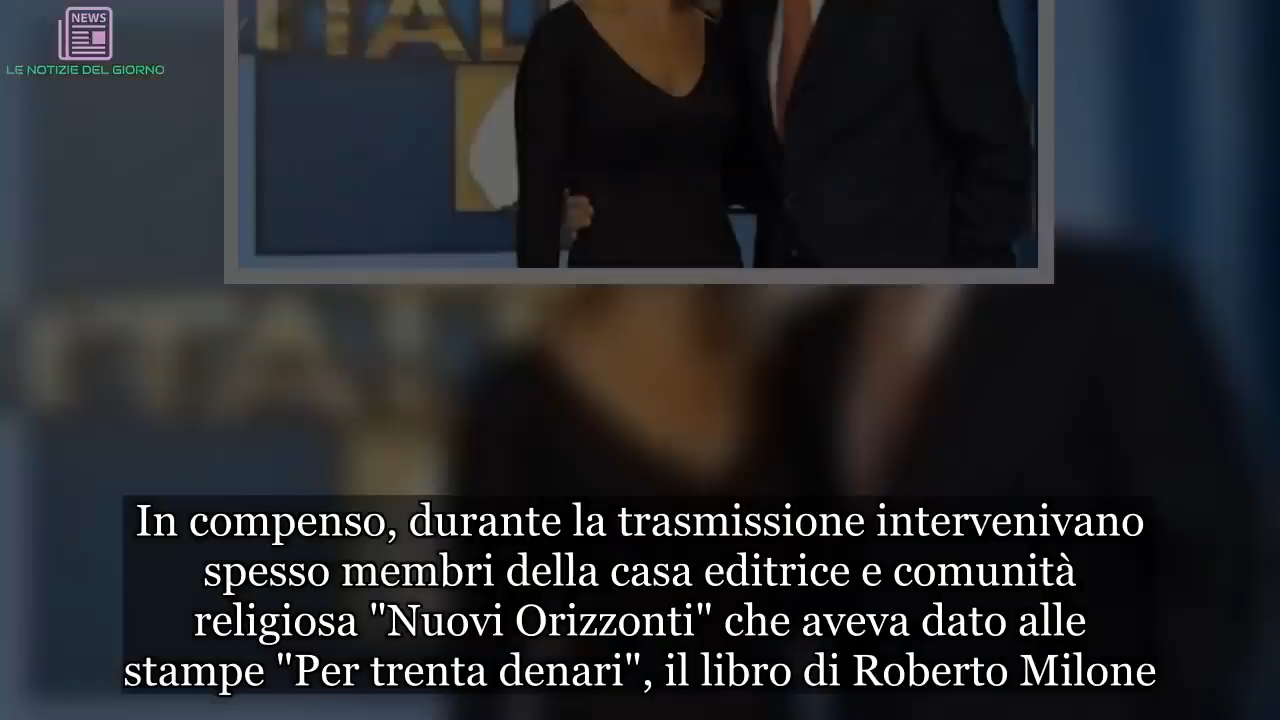 NEWS
LE NOTIZIE DEL GIORNO
In compenso, durante la trasmissione intervenivano
spesso membri della casa editrice e comunità
religiosa "Nuovi Orizzonti" che aveva dato alle
stampe "Per trenta denari", il libro di Roberto Milone